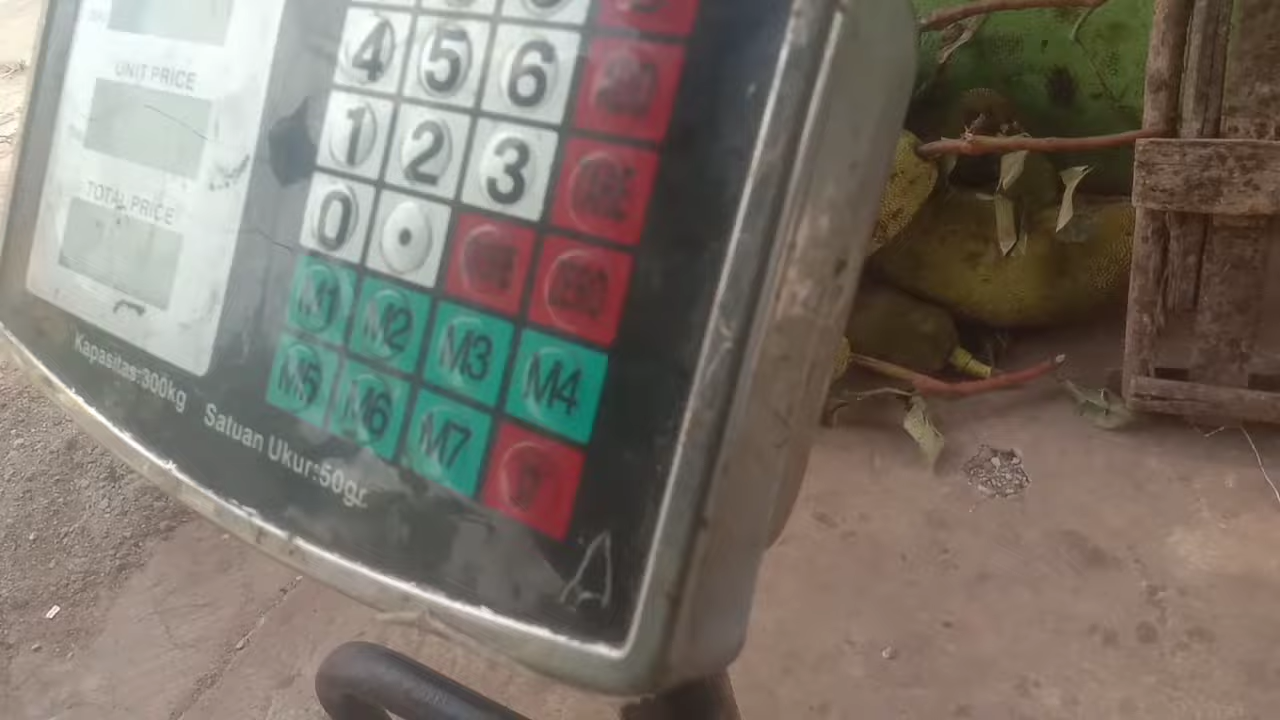 UNIT PRICE
TOTAL PRICE
4 5 6
1 2 3
0 .
M1 M2 M3 M4
M5 M6 M7
Kapasitas:300kg Satuan Ukur:50gr